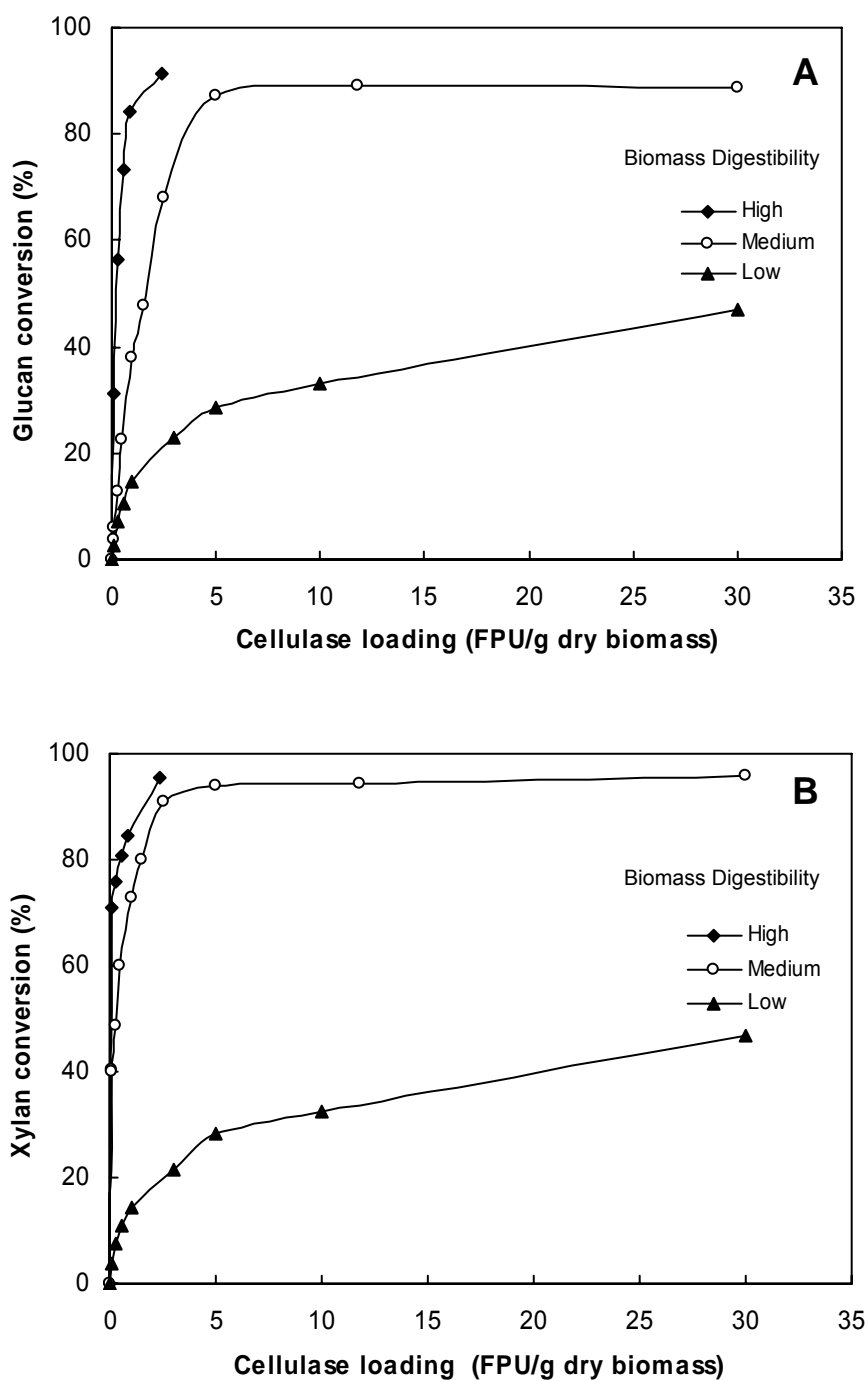 100
A
80
Biomass Digestibility
High
60
Medium
Low
40
20
0
0 5 10 15 20 25 30 35
Glucan conversion (%)
Cellulase loading (FPU/g dry biomass)
100
B
80
Biomass Digestibility
High
60
Medium
Low
40
20
0
0 5 10 15 20 25 30 35
Xylan conversion (%)
Cellulase loading (FPU/g dry biomass)